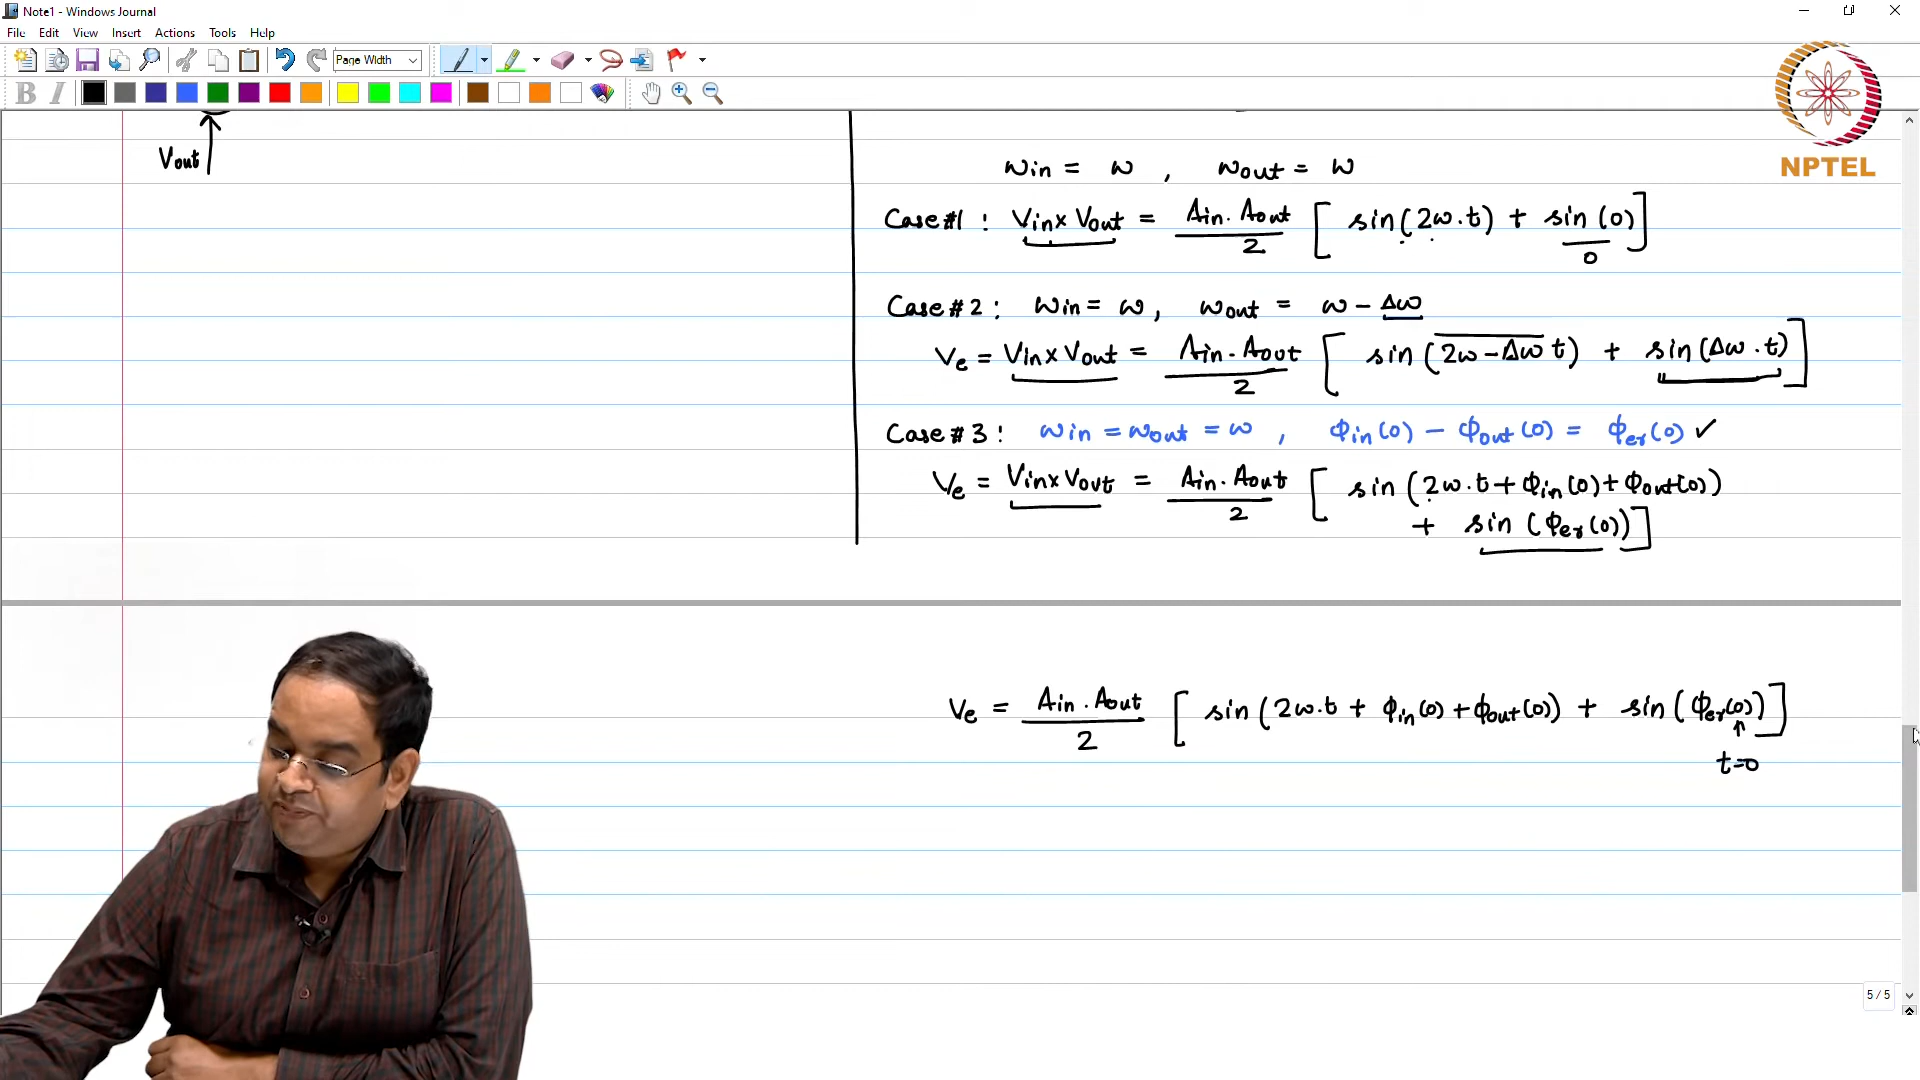 Note1 - Windows Journal
File Edit View Insert Actions Tools Help
Page Width
B I
NPTEL
Vout
ωin = ω , ωout = ω
Case #1 : Vin x Vout = Ain. Aout / 2 [ sin(2ω.t) + sin (0) ]
0
Case # 2 : ωin = ω, ωout = ω - Δω
Ve = Vin x Vout = Ain. Aout / 2 [ sin (2ω - Δω t) + sin (Δω . t) ]
Case # 3 : ωin = ωout = ω , Φin (0) - Φout (0) = Φer (0) ✓
Ve = Vin x Vout = Ain. Aout / 2 [ sin (2ω.t + Φin (0) + Φout (0))
+ sin (Φer (0)) ]
Ve = Ain . Aout / 2 [ sin (2ω.t + Φin (0) + Φout (0)) + sin ( Φer (0)) ]
↑
t=0
5 / 5